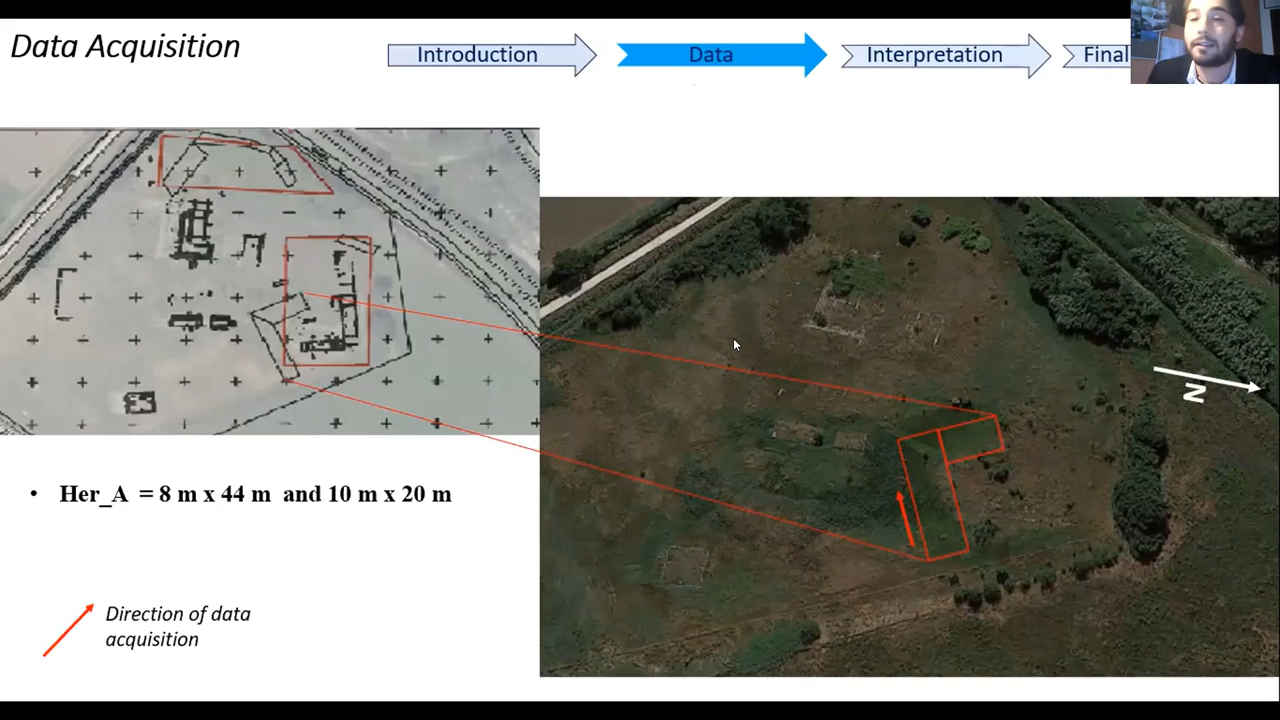 Data Acquisition
Introduction
Data
Interpretation
Final
• Her_A = 8 m x 44 m and 10 m x 20 m
Direction of data
acquisition
N